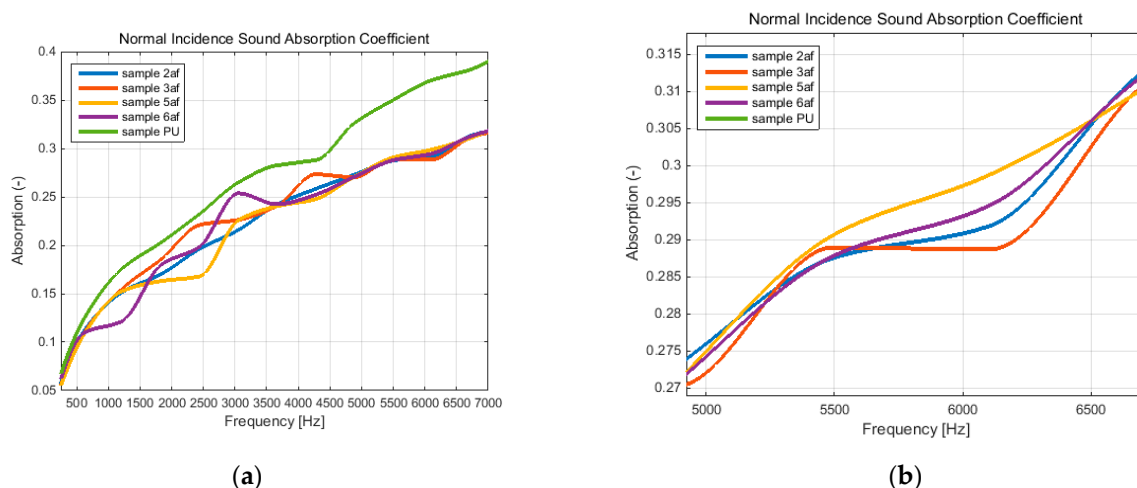 Normal Incidence Sound Absorption Coefficient
0.4
0.35
0.3
0.25
0.2
0.15
0.1
0.05
Absorption (-)
sample 2af
sample 3af
sample 5af
sample 6af
sample PU
500 1000 1500 2000 2500 3000 3500 4000 4500 5000 5500 6000 6500 7000
Frequency [Hz]
(a)
Normal Incidence Sound Absorption Coefficient
0.315
0.31
0.305
0.3
0.295
0.29
0.285
0.28
0.275
0.27
Absorption (-)
sample 2af
sample 3af
sample 5af
sample 6af
sample PU
5000 5500 6000 6500
Frequency [Hz]
(b)